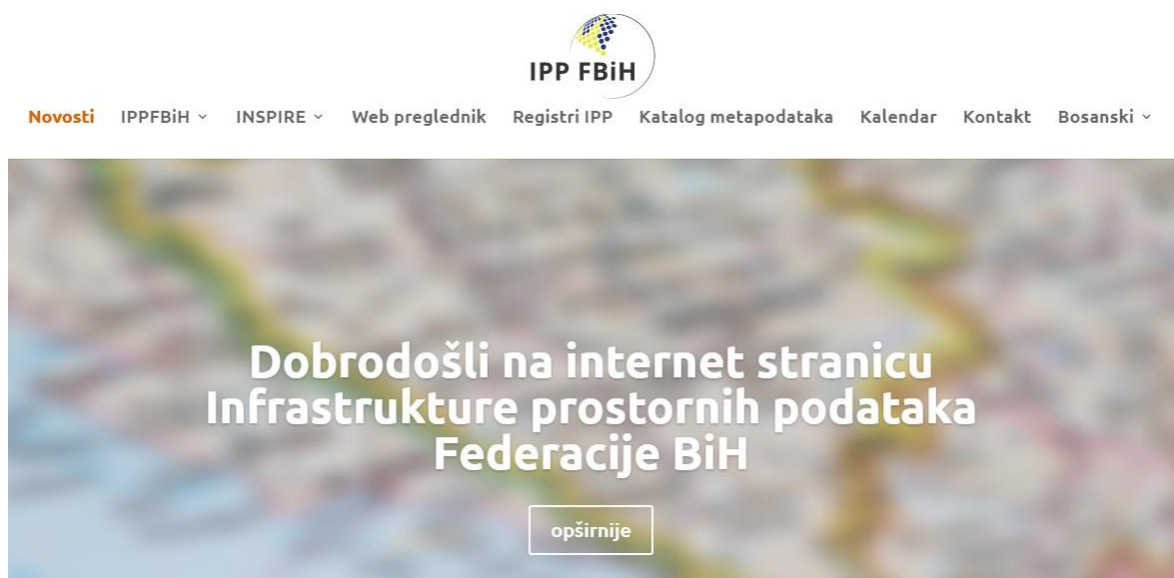 IPP FBiH
Novosti IPPFBiH INSPIRE Web preglednik Registri IPP Katalog metapodataka Kalendar Kontakt Bosanski
Dobrodošli na internet stranicu
Infrastrukture prostornih podataka
Federacije BiH
opširnije